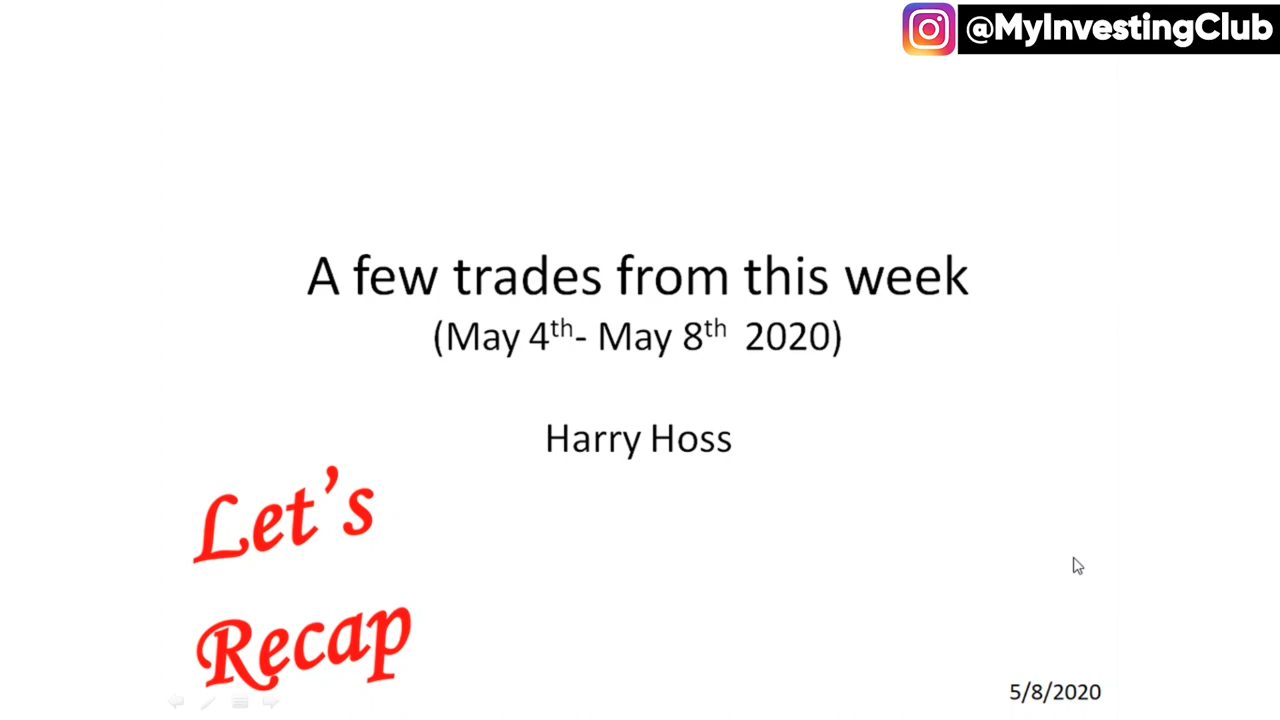 @MyInvestingClub
A few trades from this week
(May 4th- May 8th 2020)
Harry Hoss
Let's
Recap
5/8/2020